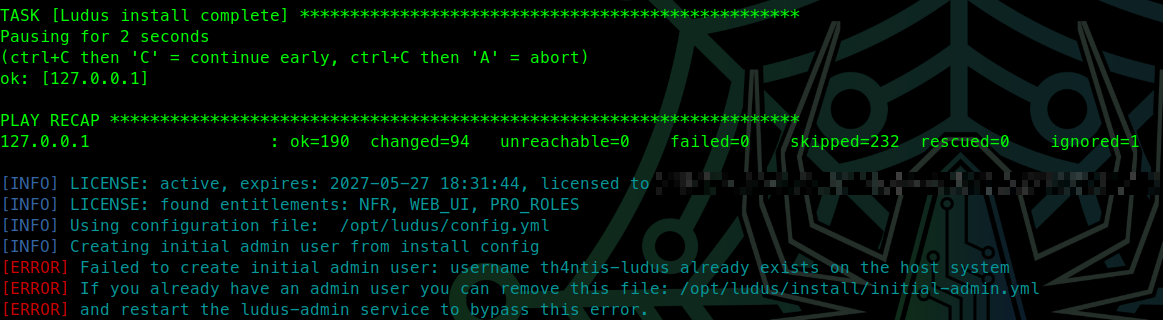 TASK [Ludus install complete] **************************************************
Pausing for 2 seconds
(ctrl+C then 'C' = continue early, ctrl+C then 'A' = abort)
ok: [127.0.0.1]
PLAY RECAP *********************************************************************
127.0.0.1 : ok=190 changed=94 unreachable=0 failed=0 skipped=232 rescued=0 ignored=1
[INFO] LICENSE: active, expires: 2027-05-27 18:31:44, licensed to
[INFO] LICENSE: found entitlements: NFR, WEB_UI, PRO_ROLES
[INFO] Using configuration file:  /opt/ludus/config.yml
[INFO] Creating initial admin user from install config
[ERROR] Failed to create initial admin user: username th4ntis-ludus already exists on the host system
[ERROR] If you already have an admin user you can remove this file: /opt/ludus/install/initial-admin.yml
[ERROR] and restart the ludus-admin service to bypass this error.